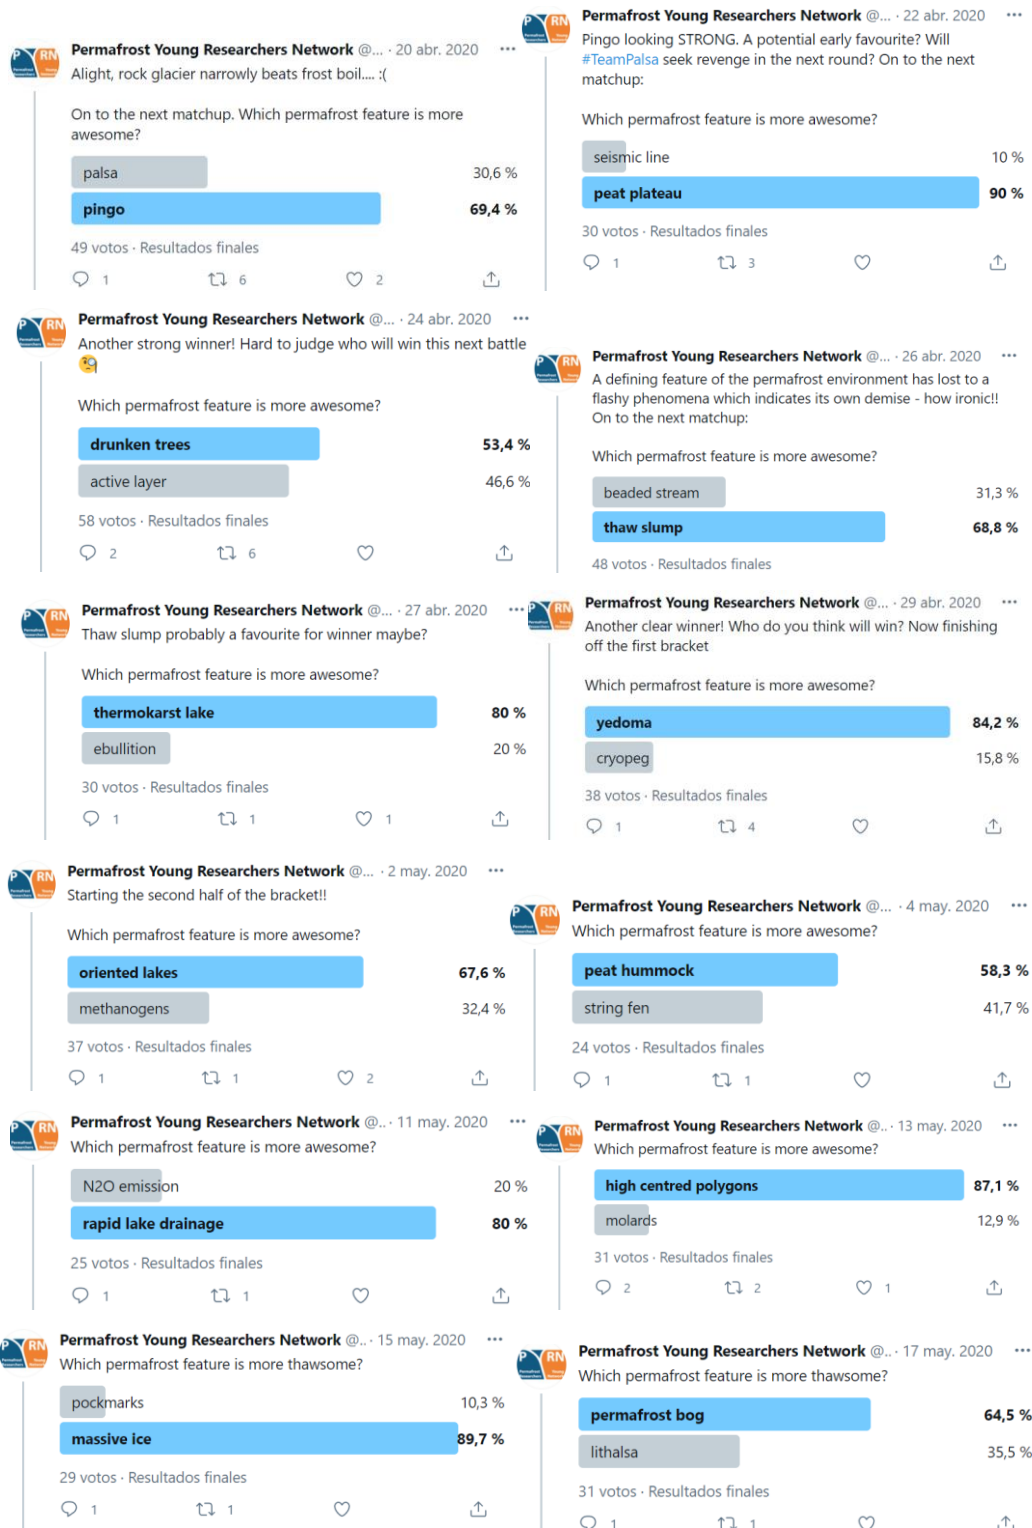 Permafrost Young Researchers Network @... · 20 abr. 2020 ···
Alight, rock glacier narrowly beats frost boil.... :(
On to the next matchup. Which permafrost feature is more
awesome?
palsa 30,6 %
pingo 69,4 %
49 votos · Resultados finales
1 6 2
Permafrost Young Researchers Network @... · 22 abr. 2020 ···
Pingo looking STRONG. A potential early favourite? Will
#TeamPalsa seek revenge in the next round? On to the next
matchup:
Which permafrost feature is more awesome?
seismic line 10 %
peat plateau 90 %
30 votos · Resultados finales
1 3
Permafrost Young Researchers Network @... · 24 abr. 2020 ···
Another strong winner! Hard to judge who will win this next battle
🧐
Which permafrost feature is more awesome?
drunken trees 53,4 %
active layer 46,6 %
58 votos · Resultados finales
2 6
Permafrost Young Researchers Network @... · 26 abr. 2020 ···
A defining feature of the permafrost environment has lost to a
flashy phenomena which indicates its own demise - how ironic!!
On to the next matchup:
Which permafrost feature is more awesome?
beaded stream 31,3 %
thaw slump 68,8 %
48 votos · Resultados finales
Permafrost Young Researchers Network @... · 27 abr. 2020 ···
Thaw slump probably a favourite for winner maybe?
Which permafrost feature is more awesome?
thermokarst lake 80 %
ebullition 20 %
30 votos · Resultados finales
1 1 1
Permafrost Young Researchers Network @... · 29 abr. 2020 ···
Another clear winner! Who do you think will win? Now finishing
off the first bracket
Which permafrost feature is more awesome?
yedoma 84,2 %
cryopeg 15,8 %
38 votos · Resultados finales
1 4
Permafrost Young Researchers Network @... · 2 may. 2020 ···
Starting the second half of the bracket!!
Which permafrost feature is more awesome?
oriented lakes 67,6 %
methanogens 32,4 %
37 votos · Resultados finales
1 1 2
Permafrost Young Researchers Network @... · 4 may. 2020 ···
Which permafrost feature is more awesome?
peat hummock 58,3 %
string fen 41,7 %
24 votos · Resultados finales
1 1
Permafrost Young Researchers Network @.. · 11 may. 2020 ···
Which permafrost feature is more awesome?
N2O emission 20 %
rapid lake drainage 80 %
25 votos · Resultados finales
1 1
Permafrost Young Researchers Network @.. · 13 may. 2020 ···
Which permafrost feature is more awesome?
high centred polygons 87,1 %
molards 12,9 %
31 votos · Resultados finales
2 2 1
Permafrost Young Researchers Network @.. · 15 may. 2020 ···
Which permafrost feature is more thawsome?
pockmarks 10,3 %
massive ice 89,7 %
29 votos · Resultados finales
1 1
Permafrost Young Researchers Network @.. · 17 may. 2020 ···
Which permafrost feature is more thawsome?
permafrost bog 64,5 %
lithalsa 35,5 %
31 votos · Resultados finales
1 1